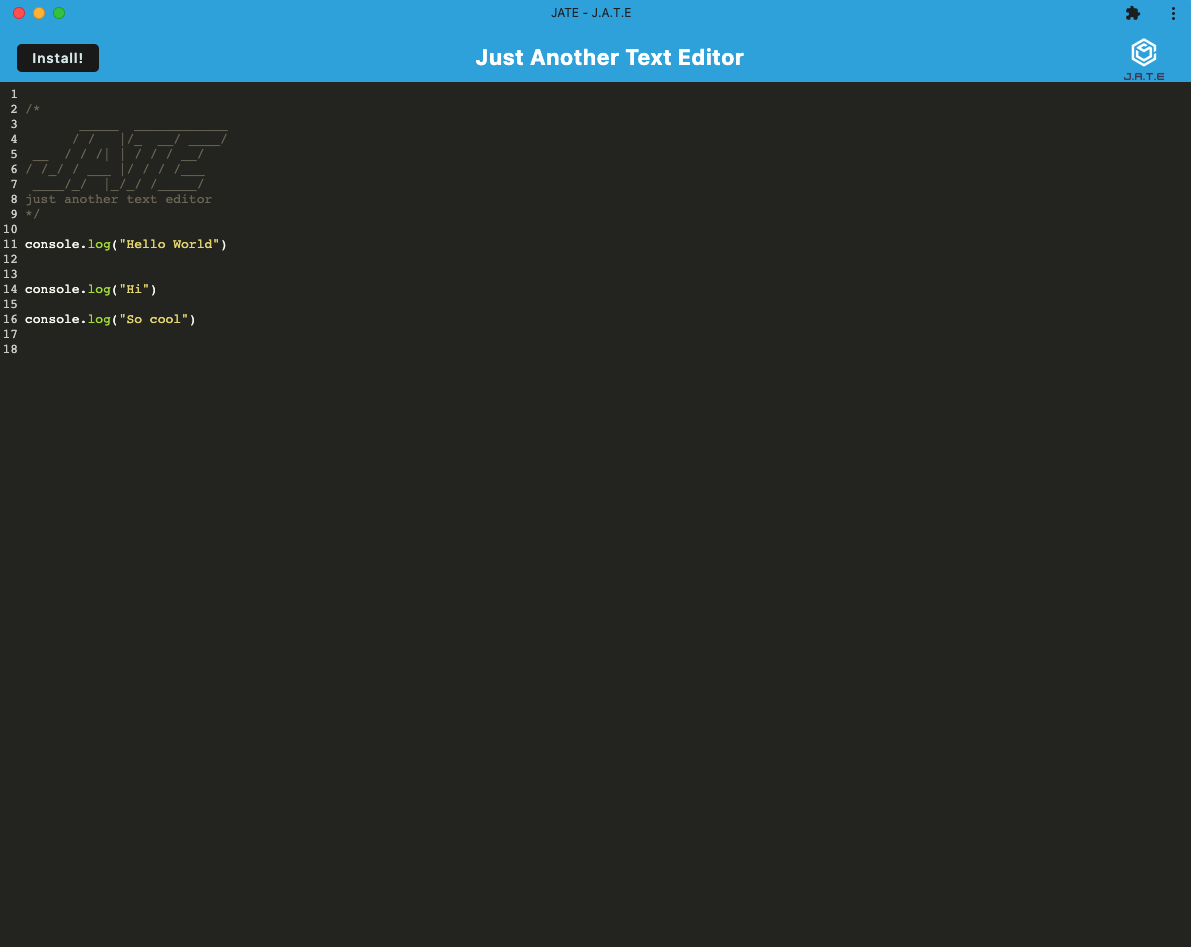 JATE - J.A.T.E
Install!
Just Another Text Editor
J.A.T.E
1
2 /*
3        _____  ____________
4       / /   |/_  __/ ____/
5  __  / / /| | / / / __/
6 / /_/ / ___ |/ / / /___
7  ____/_/  |_/_/ /_____/
8 just another text editor
9 */
10
11 console.log("Hello World")
12
13
14 console.log("Hi")
15
16 console.log("So cool")
17
18